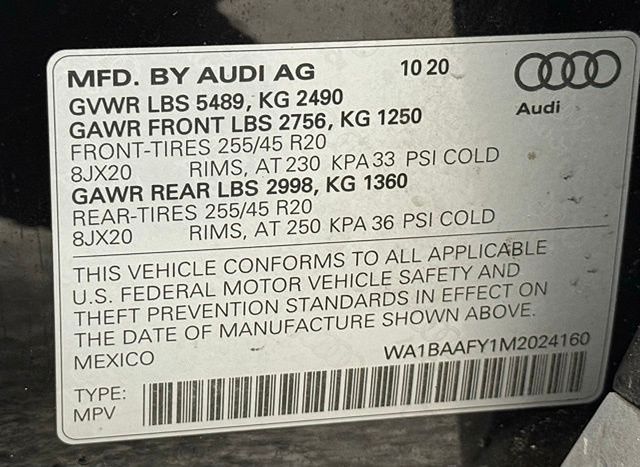 MFD. BY AUDI AG 10 20
GVWR LBS 5489, KG 2490
Audi
GAWR FRONT LBS 2756, KG 1250
FRONT-TIRES 255/45 R20
8JX20 RIMS, AT 230 KPA 33 PSI COLD
GAWR REAR LBS 2998, KG 1360
REAR-TIRES 255/45 R20
8JX20 RIMS, AT 250 KPA 36 PSI COLD
THIS VEHICLE CONFORMS TO ALL APPLICABLE
U.S. FEDERAL MOTOR VEHICLE SAFETY AND
THEFT PREVENTION STANDARDS IN EFFECT ON
THE DATE OF MANUFACTURE SHOWN ABOVE.
MEXICO WA1BAAFY1M2024160
TYPE:
MPV